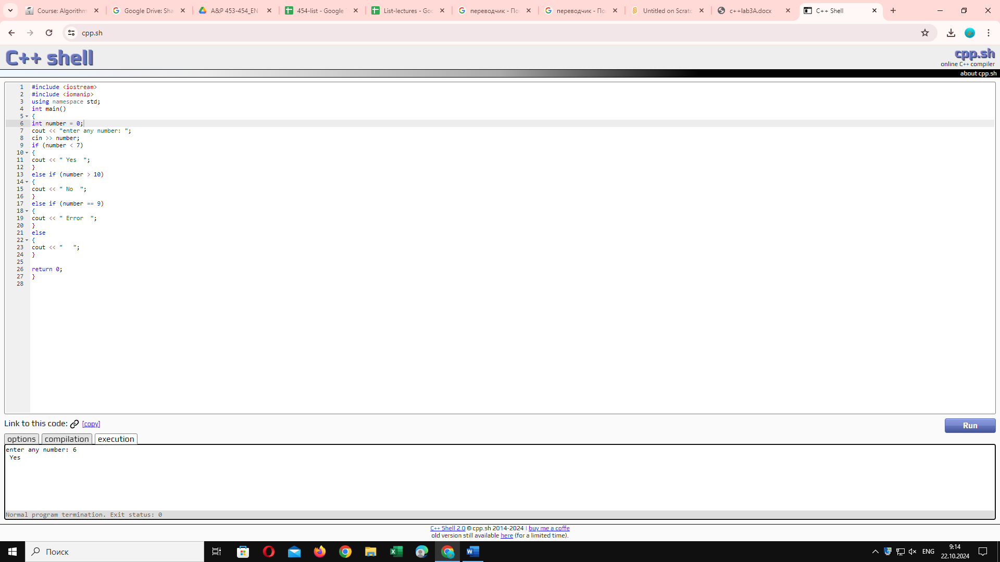 Course: Algorithm
Google Drive: Sha
A&P 453-454_EN
454-list - Google
List-lectures - Goo
переводчик - По
переводчик - По
Untitled on Scratc
c++lab3A.docx
C++ Shell
cpp.sh
C++ shell
cpp.sh
online C++ compiler
about cpp.sh
1 #include <iostream>
2 #include <iomanip>
3 using namespace std;
4 int main()
5 {
6 int number = 0;
7 cout << "enter any number: ";
8 cin >> number;
9 if (number < 7)
10 {
11 cout << " Yes  ";
12 }
13 else if (number > 10)
14 {
15 cout << " No  ";
16 }
17 else if (number == 9)
18 {
19 cout << " Error  ";
20 }
21 else
22 {
23 cout << "   ";
24 }
25
26 return 0;
27 }
28
Link to this code: [copy]
Run
options compilation execution
enter any number: 6
Yes
Normal program termination. Exit status: 0
C++ Shell 2.0 © cpp.sh 2014-2024 | buy me a coffe
old version still available here (for a limited time).
Поиск
ENG
9:14
22.10.2024